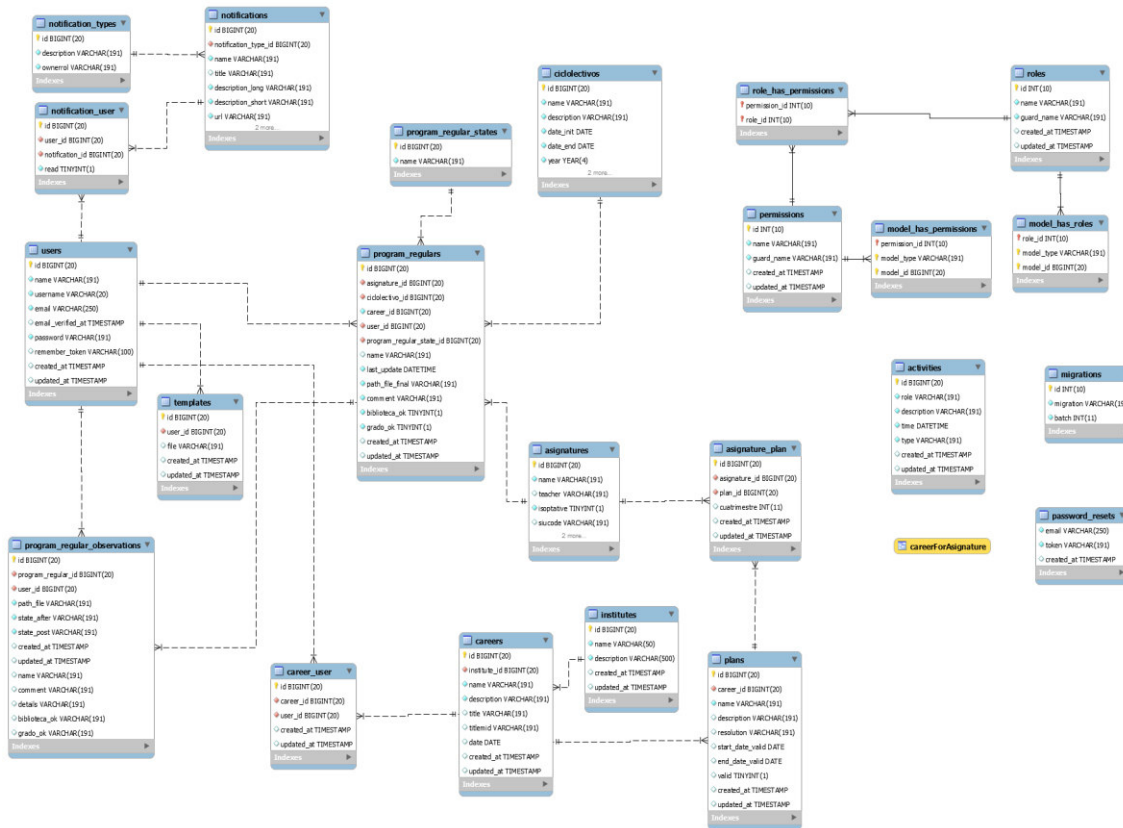 notification_types
id BIGINT(20)
description VARCHAR(191)
ownerrol VARCHAR(191)
Indexes
notifications
id BIGINT(20)
notification_type_id BIGINT(20)
name VARCHAR(191)
title VARCHAR(191)
description_long VARCHAR(191)
description_short VARCHAR(191)
url VARCHAR(191)
2 more...
Indexes
notification_user
id BIGINT(20)
user_id BIGINT(20)
notification_id BIGINT(20)
read TINYINT(1)
Indexes
program_regular_states
id BIGINT(20)
name VARCHAR(191)
Indexes
ciclolectivos
id BIGINT(20)
name VARCHAR(191)
description VARCHAR(191)
date_init DATE
date_end DATE
year YEAR(4)
2 more...
Indexes
role_has_permissions
permission_id INT(10)
role_id INT(10)
Indexes
roles
id INT(10)
name VARCHAR(191)
guard_name VARCHAR(191)
created_at TIMESTAMP
updated_at TIMESTAMP
Indexes
permissions
id INT(10)
name VARCHAR(191)
guard_name VARCHAR(191)
created_at TIMESTAMP
updated_at TIMESTAMP
Indexes
model_has_permissions
permission_id INT(10)
model_type VARCHAR(191)
model_id BIGINT(20)
Indexes
model_has_roles
role_id INT(10)
model_type VARCHAR(191)
model_id BIGINT(20)
Indexes
users
id BIGINT(20)
name VARCHAR(191)
username VARCHAR(20)
email VARCHAR(250)
email_verified_at TIMESTAMP
password VARCHAR(191)
remember_token VARCHAR(100)
created_at TIMESTAMP
updated_at TIMESTAMP
Indexes
program_regulars
id BIGINT(20)
asignature_id BIGINT(20)
ciclolectivo_id BIGINT(20)
career_id BIGINT(20)
user_id BIGINT(20)
program_regular_state_id BIGINT(20)
name VARCHAR(191)
last_update DATETIME
path_file_final VARCHAR(191)
comment VARCHAR(191)
biblioteca_ok TINYINT(1)
grado_ok TINYINT(1)
created_at TIMESTAMP
updated_at TIMESTAMP
Indexes
templates
id BIGINT(20)
user_id BIGINT(20)
file VARCHAR(191)
created_at TIMESTAMP
updated_at TIMESTAMP
Indexes
activities
id BIGINT(20)
role VARCHAR(191)
description VARCHAR(191)
time DATETIME
type VARCHAR(191)
created_at TIMESTAMP
updated_at TIMESTAMP
Indexes
migrations
id INT(10)
migration VARCHAR(19
batch INT(11)
Indexes
asignatures
id BIGINT(20)
name VARCHAR(191)
teacher VARCHAR(191)
isoptative TINYINT(1)
siucode VARCHAR(191)
2 more...
Indexes
asignature_plan
id BIGINT(20)
asignature_id BIGINT(20)
plan_id BIGINT(20)
cuatrimestre INT(11)
created_at TIMESTAMP
updated_at TIMESTAMP
Indexes
password_resets
email VARCHAR(250)
token VARCHAR(191)
created_at TIMESTAMP
Indexes
careerForAsignature
program_regular_observations
id BIGINT(20)
program_regular_id BIGINT(20)
user_id BIGINT(20)
path_file VARCHAR(191)
state_after VARCHAR(191)
state_post VARCHAR(191)
created_at TIMESTAMP
updated_at TIMESTAMP
name VARCHAR(191)
comment VARCHAR(191)
details VARCHAR(191)
biblioteca_ok VARCHAR(191)
grado_ok VARCHAR(191)
Indexes
career_user
id BIGINT(20)
career_id BIGINT(20)
user_id BIGINT(20)
created_at TIMESTAMP
updated_at TIMESTAMP
Indexes
careers
id BIGINT(20)
institute_id BIGINT(20)
name VARCHAR(191)
description VARCHAR(191)
title VARCHAR(191)
titlemid VARCHAR(191)
date DATE
created_at TIMESTAMP
updated_at TIMESTAMP
Indexes
institutes
id BIGINT(20)
name VARCHAR(50)
description VARCHAR(500)
created_at TIMESTAMP
updated_at TIMESTAMP
Indexes
plans
id BIGINT(20)
career_id BIGINT(20)
name VARCHAR(191)
description VARCHAR(191)
resolution VARCHAR(191)
start_date_valid DATE
end_date_valid DATE
valid TINYINT(1)
created_at TIMESTAMP
updated_at TIMESTAMP
Indexes